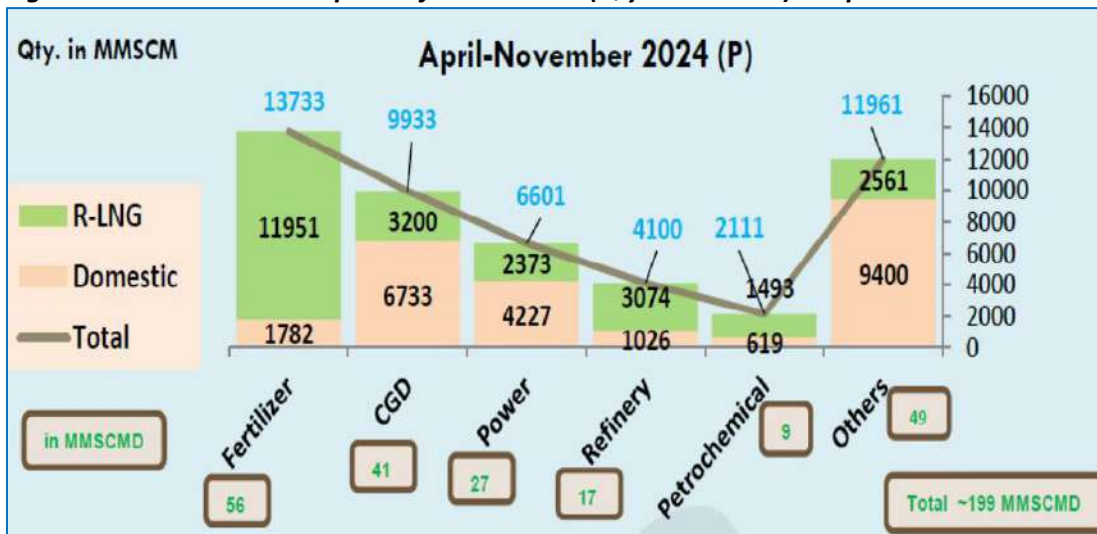 Qty. in MMSCM
April-November 2024 (P)
13733
9933
6601
4100
2111
11961
16000
14000
12000
10000
8000
6000
4000
2000
0
R-LNG
Domestic
Total
11951
1782
3200
6733
2373
4227
3074
1026
1493
619
2561
9400
Fertilizer
CGD
Power
Refinery
Petrochemical
Others
in MMSCMD
56
41
27
17
9
49
Total ~199 MMSCMD